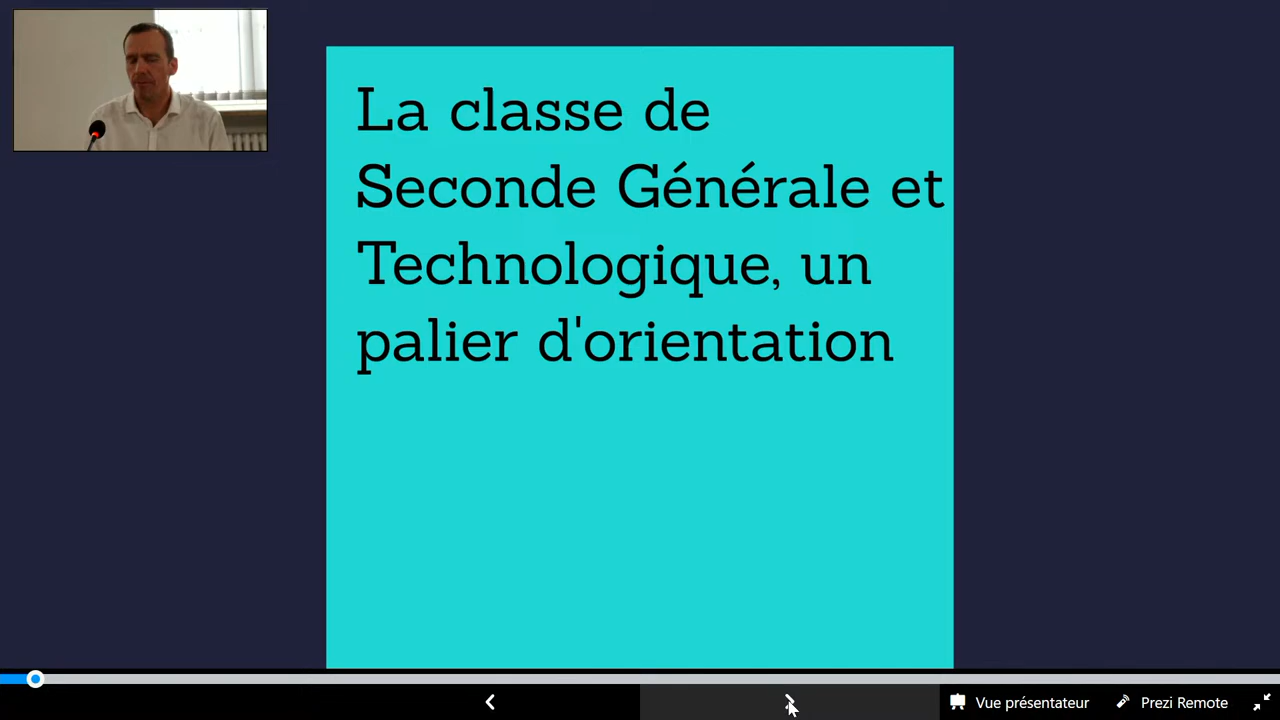 La classe de
Seconde Générale et
Technologique, un
palier d'orientation
Vue présentateur
Prezi Remote